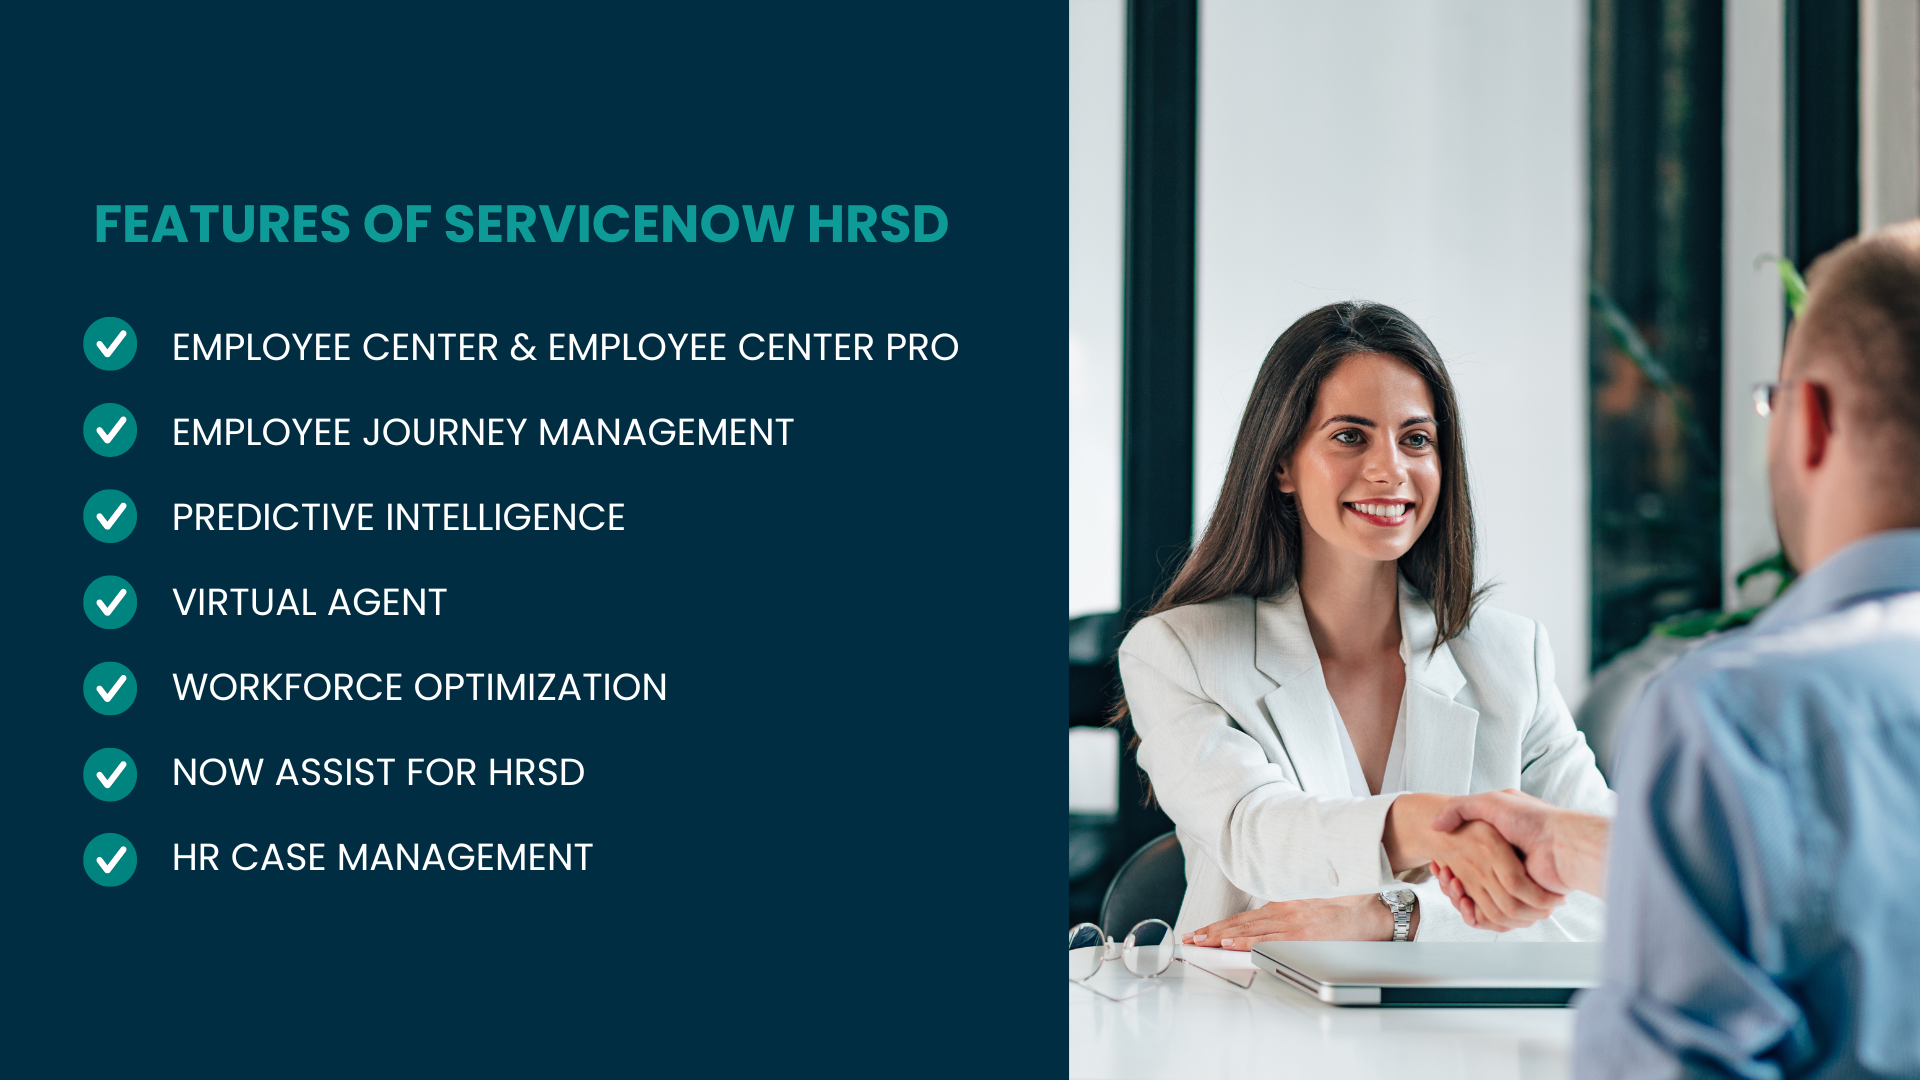 FEATURES OF SERVICENOW HRSD
EMPLOYEE CENTER & EMPLOYEE CENTER PRO
EMPLOYEE JOURNEY MANAGEMENT
PREDICTIVE INTELLIGENCE
VIRTUAL AGENT
WORKFORCE OPTIMIZATION
NOW ASSIST FOR HRSD
HR CASE MANAGEMENT